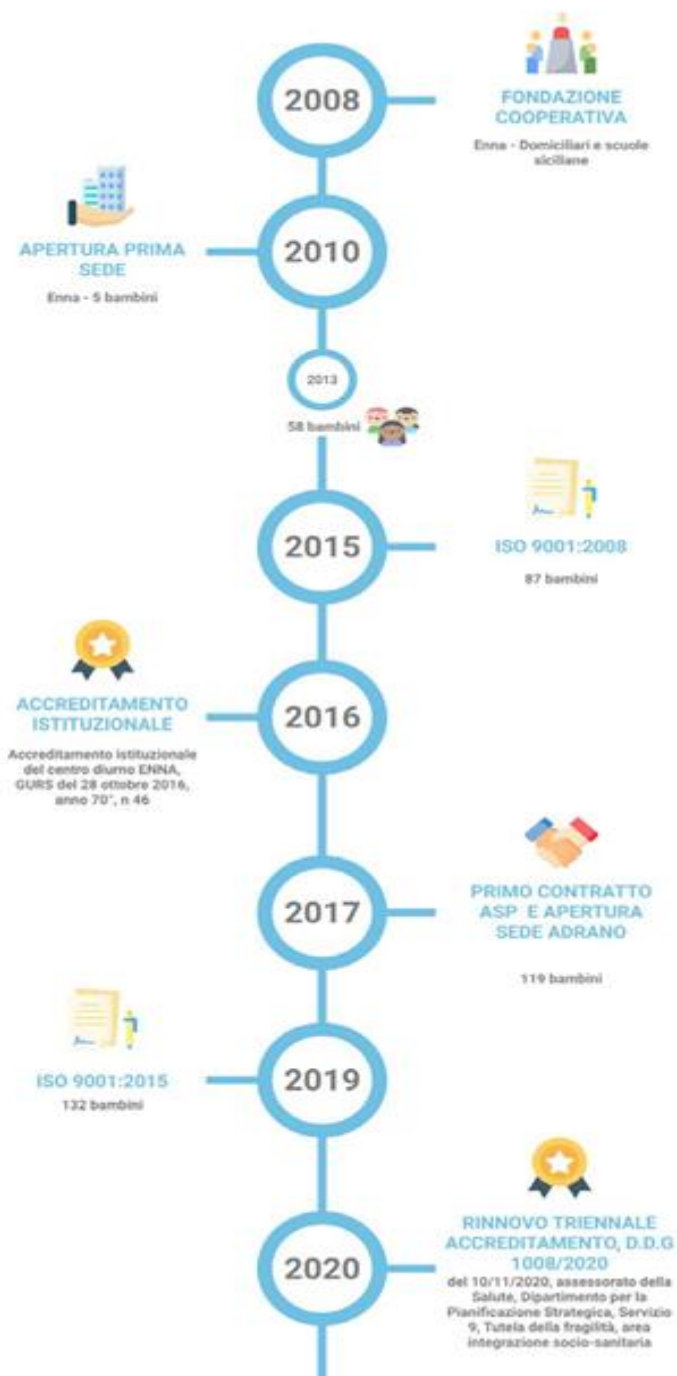 2008
FONDAZIONE
COOPERATIVA
Enna - Domiciliari e scuole
siciliane
2010
APERTURA PRIMA
SEDE
Enna - 5 bambini
2013
58 bambini
2015
ISO 9001:2008
87 bambini
2016
ACCREDITAMENTO
ISTITUZIONALE
Accreditamento istituzionale
del centro diurno ENNA,
GURS del 28 ottobre 2016,
anno 70°, n 46
2017
PRIMO CONTRATTO
ASP E APERTURA
SEDE ADRANO
119 bambini
2019
ISO 9001:2015
132 bambini
2020
RINNOVO TRIENNALE
ACCREDITAMENTO, D.D.G
1008/2020
del 10/11/2020, assessorato della
Salute, Dipartimento per la
Pianificazione Strategica, Servizio
9, Tutela della fragilità, area
integrazione socio-sanitaria